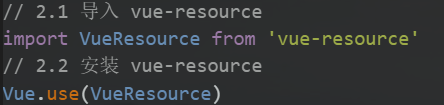 // 2.1 导入 vue-resource
import VueResource from 'vue-resource'
// 2.2 安装 vue-resource
Vue.use(VueResource)